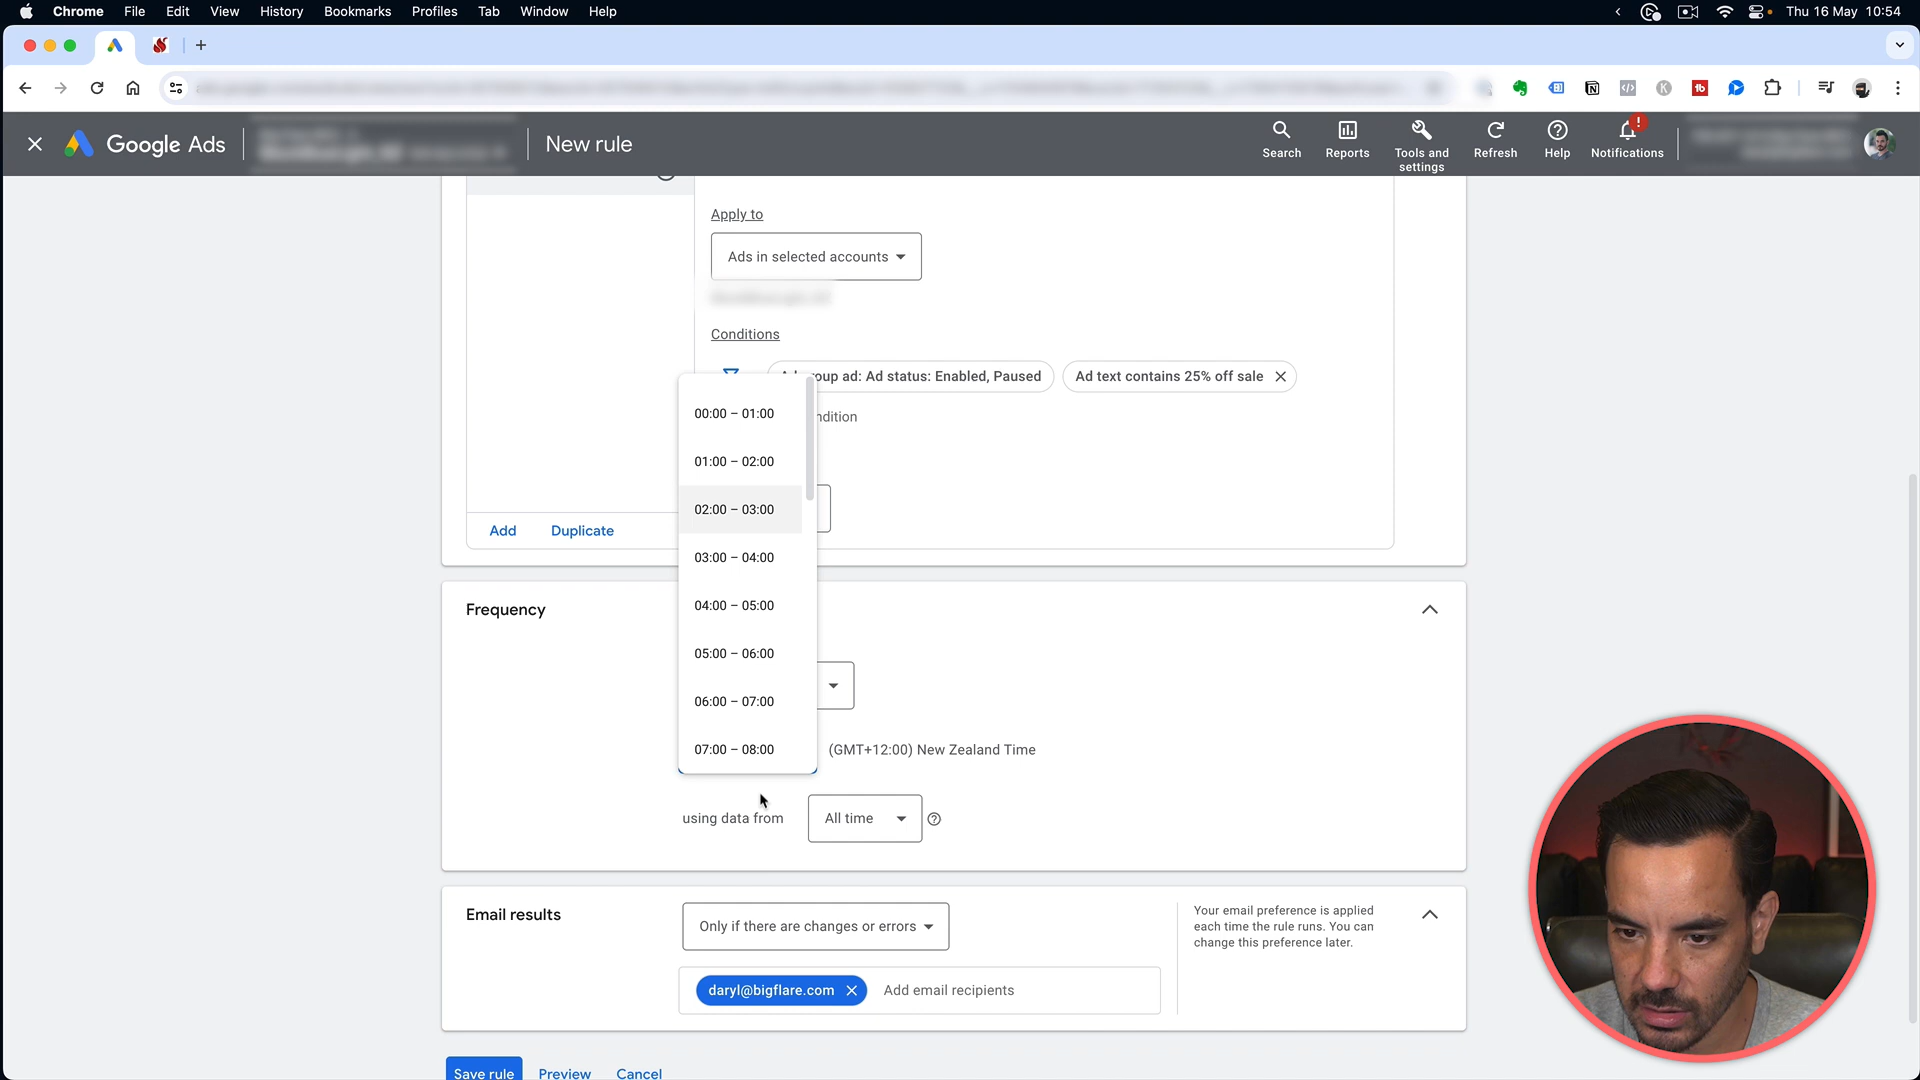 Chrome File Edit View History Bookmarks Profiles Tab Window Help Thu 16 May 10:54
Google Ads New rule Search Reports Tools and settings Refresh Help Notifications
Apply to
Ads in selected accounts
Conditions
group ad: Ad status: Enabled, Paused Ad text contains 25% off sale
00:00 – 01:00
01:00 – 02:00
02:00 – 03:00
Add Duplicate
03:00 – 04:00
04:00 – 05:00
Frequency
05:00 – 06:00
06:00 – 07:00
07:00 – 08:00 (GMT+12:00) New Zealand Time
using data from All time
Email results
Only if there are changes or errors
Your email preference is applied
each time the rule runs. You can
change this preference later.
daryl@bigflare.com Add email recipients
Save rule Preview Cancel